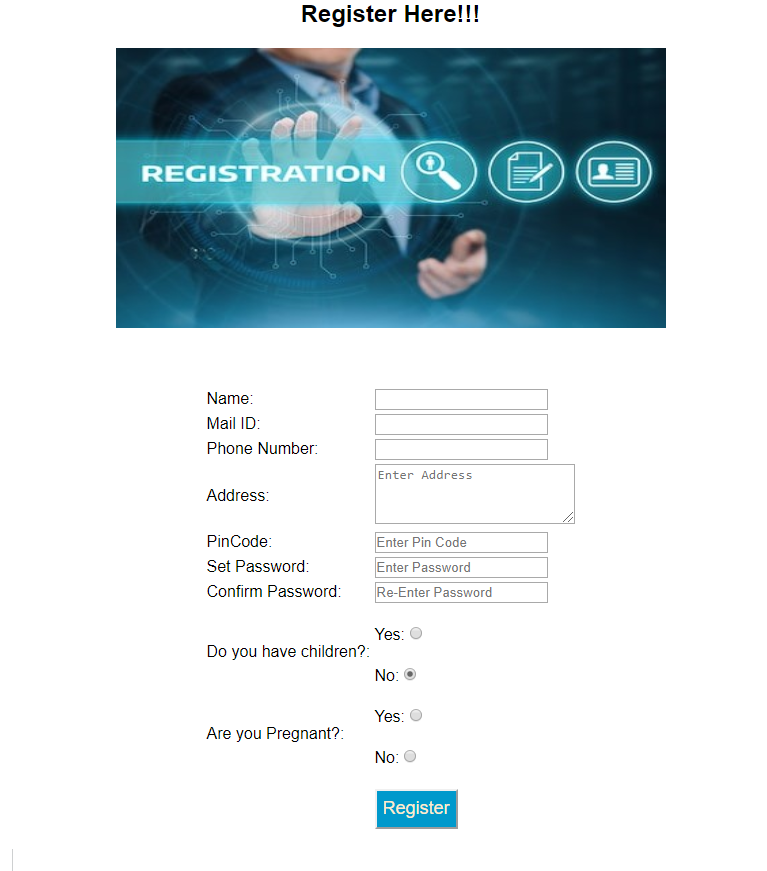 Register Here!!!
REGISTRATION
Name:
Mail ID:
Phone Number:
Address: Enter Address
PinCode: Enter Pin Code
Set Password: Enter Password
Confirm Password: Re-Enter Password
Yes:
Do you have children?:
No:
Yes:
Are you Pregnant?:
No:
Register